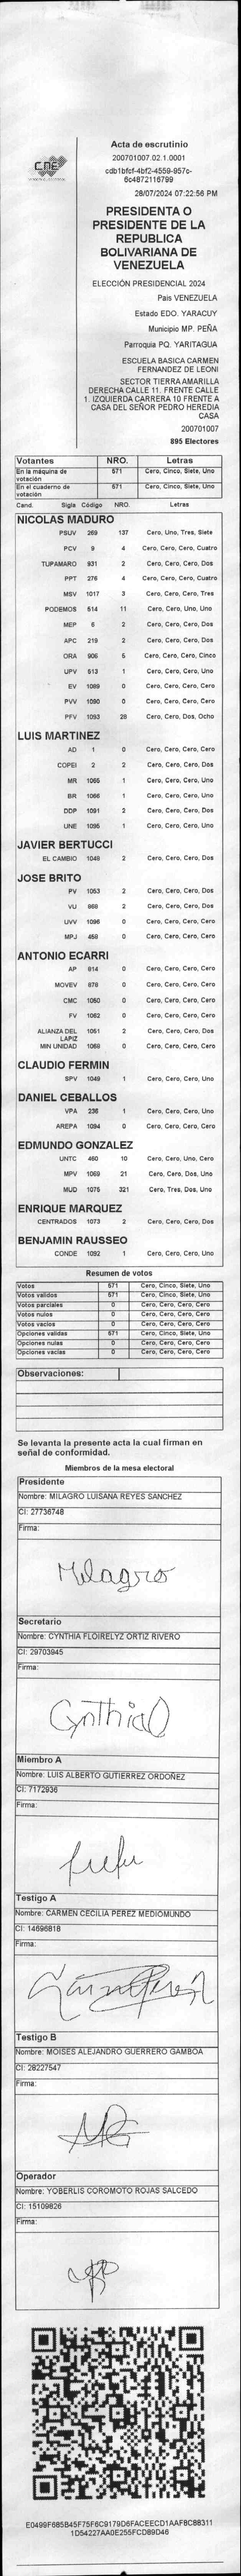 CNE
Acta de escrutinio
200701007.02.1.0001
cdb1bfcf-4bf2-4559-957c-
6c4872116799
28/07/2024 07:22:56 PM
PRESIDENTA O
PRESIDENTE DE LA
REPUBLICA
BOLIVARIANA DE
VENEZUELA
ELECCIÓN PRESIDENCIAL 2024
Pais VENEZUELA
Estado EDO. YARACUY
Municipio MP. PEÑA
Parroquia PQ. YARITAGUA
ESCUELA BASICA CARMEN
FERNANDEZ DE LEONI
SECTOR TIERRA AMARILLA
DERECHA CALLE 11. FRENTE CALLE
1. IZQUIERDA CARRERA 10 FRENTE A
CASA DEL SEÑOR PEDRO HEREDIA
CASA
200701007
895 Electores
Votantes NRO. Letras
En la máquina de votación 571 Cero, Cinco, Siete, Uno
En el cuaderno de votación 571 Cero, Cinco, Siete, Uno
Cand. Sigla Código NRO. Letras
NICOLAS MADURO
PSUV 269 137 Cero, Uno, Tres, Siete
PCV 9 4 Cero, Cero, Cero, Cuatro
TUPAMARO 931 2 Cero, Cero, Cero, Dos
PPT 276 4 Cero, Cero, Cero, Cuatro
MSV 1017 3 Cero, Cero, Cero, Tres
PODEMOS 514 11 Cero, Cero, Uno, Uno
MEP 5 2 Cero, Cero, Cero, Dos
APC 219 2 Cero, Cero, Cero, Dos
ORA 906 5 Cero, Cero, Cero, Cinco
UPV 513 1 Cero, Cero, Cero, Uno
EV 1089 0 Cero, Cero, Cero, Cero
PVV 1090 0 Cero, Cero, Cero, Cero
PFV 1093 28 Cero, Cero, Dos, Ocho
LUIS MARTINEZ
AD 1 0 Cero, Cero, Cero, Cero
COPEI 2 2 Cero, Cero, Cero, Dos
MR 1065 1 Cero, Cero, Cero, Uno
BR 1066 1 Cero, Cero, Cero, Uno
DDP 1091 2 Cero, Cero, Cero, Dos
UNE 1095 1 Cero, Cero, Cero, Uno
JAVIER BERTUCCI
EL CAMBIO 1048 2 Cero, Cero, Cero, Dos
JOSE BRITO
PV 1053 2 Cero, Cero, Cero, Dos
VU 868 2 Cero, Cero, Cero, Dos
UVV 1096 0 Cero, Cero, Cero, Cero
MPJ 458 0 Cero, Cero, Cero, Cero
ANTONIO ECARRI
AP 814 0 Cero, Cero, Cero, Cero
MOVEV 878 0 Cero, Cero, Cero, Cero
CMC 1050 0 Cero, Cero, Cero, Cero
FV 1062 0 Cero, Cero, Cero, Cero
ALIANZA DEL LAPIZ 1051 2 Cero, Cero, Cero, Dos
MIN UNIDAD 1069 0 Cero, Cero, Cero, Cero
CLAUDIO FERMIN
SPV 1049 1 Cero, Cero, Cero, Uno
DANIEL CEBALLOS
VPA 236 1 Cero, Cero, Cero, Uno
AREPA 1094 0 Cero, Cero, Cero, Cero
EDMUNDO GONZALEZ
UNTC 460 10 Cero, Cero, Uno, Cero
MPV 1069 21 Cero, Cero, Dos, Uno
MUD 1075 321 Cero, Tres, Dos, Uno
ENRIQUE MARQUEZ
CENTRADOS 1073 2 Cero, Cero, Cero, Dos
BENJAMIN RAUSSEO
CONDE 1092 1 Cero, Cero, Cero, Uno
Resumen de votos
Votos 571 Cero, Cinco, Siete, Uno
Votos validos 571 Cero, Cinco, Siete, Uno
Votos parciales 0 Cero, Cero, Cero, Cero
Votos nulos 0 Cero, Cero, Cero, Cero
Votos vacios 0 Cero, Cero, Cero, Cero
Opciones validas 571 Cero, Cinco, Siete, Uno
Opciones nulas 0 Cero, Cero, Cero, Cero
Opciones vacias 0 Cero, Cero, Cero, Cero
Observaciones:
Se levanta la presente acta la cual firman en
señal de conformidad.
Miembros de la mesa electoral
Presidente
Nombre: MILAGRO LUISANA REYES SANCHEZ
CI: 27736748
Firma:
Milagro
Secretario
Nombre: CYNTHIA FLOIRELYZ ORTIZ RIVERO
CI: 29703945
Firma:
Cynthia
Miembro A
Nombre: LUIS ALBERTO GUTIERREZ ORDOÑEZ
CI: 7172936
Firma:
Testigo A
Nombre: CARMEN CECILIA PEREZ MEDIOMUNDO
CI: 14696818
Firma:
Testigo B
Nombre: MOISES ALEJANDRO GUERRERO GAMBOA
CI: 28227547
Firma:
Operador
Nombre: YOBERLIS COROMOTO ROJAS SALCEDO
CI: 15109826
Firma:
E0499F685B45F75F6C9179D6FACEECD1AAF8C88311
1D54227AA0E255FCD89D46